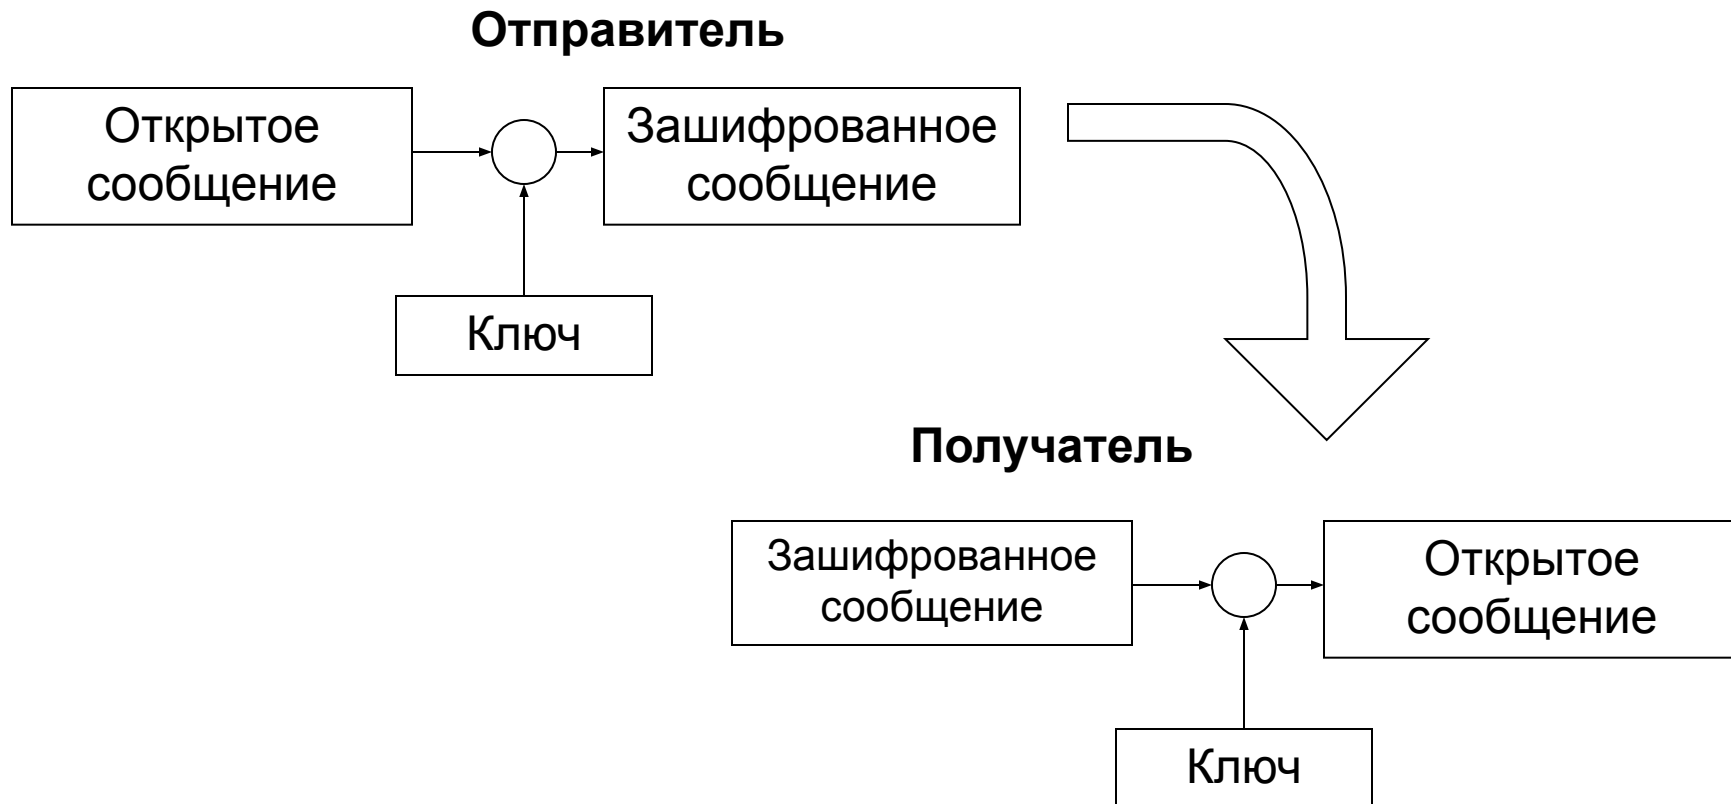 Отправитель
Открытое
сообщение
Зашифрованное
сообщение
Ключ
Получатель
Зашифрованное
сообщение
Открытое
сообщение
Ключ